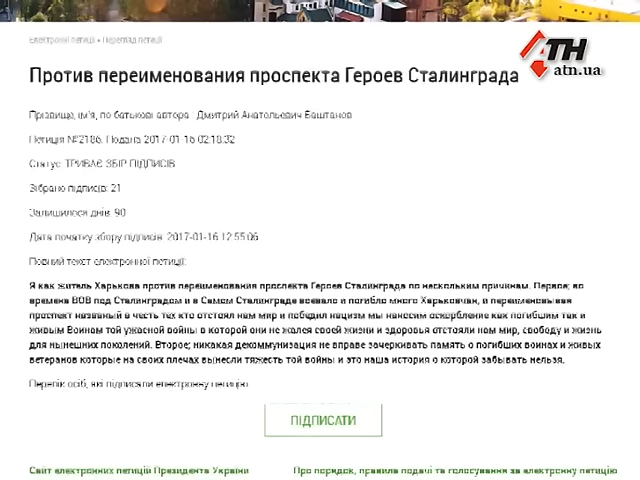 Електронні петиції • Перегляд петиції
АТН
atn.ua
Против переименования проспекта Героев Сталинграда
Прізвище, ім'я, по батькові автора : Дмитрий Анатольевич Баштанов
Петиція №2186. Подана 2017-01-16 02:18:32
Статус: ТРИВАЄ ЗБІР ПІДПИСІВ
Зібрано підписів: 21
Залишилося днів: 90
Дата початку збору підписів: 2017-01-16 12:55:06
Повний текст електронної петиції:
Я как житель Харькова против переименования проспекта Героев Сталинграда по нескольким причинам. Первое; во
времена ВОВ под Сталинградом и в Самом Сталинграде воевало и погибло много Харьковчан, и переименовывая
проспект названый в честь тех кто отстоял нам мир и победил нацизм мы наносим оскорбление как погибшим так и
живым Воинам той ужасной войны в которой они не жалея своей жизни и здоровья отстояли нам мир, свободу и жизнь
для нынешних поколений. Второе; никакая декоммунизация не вправе зачеркивать память о погибших воинах и живых
ветеранов которые на своих плечах вынесли тяжесть той войны и это наша история о которой забывать нельзя.
Перелік осіб, які підписали електронну петицію
ПІДПИСАТИ
Сайт електронних петицій Президента України
Про порядок, правила подачі та голосування за електронну петицію